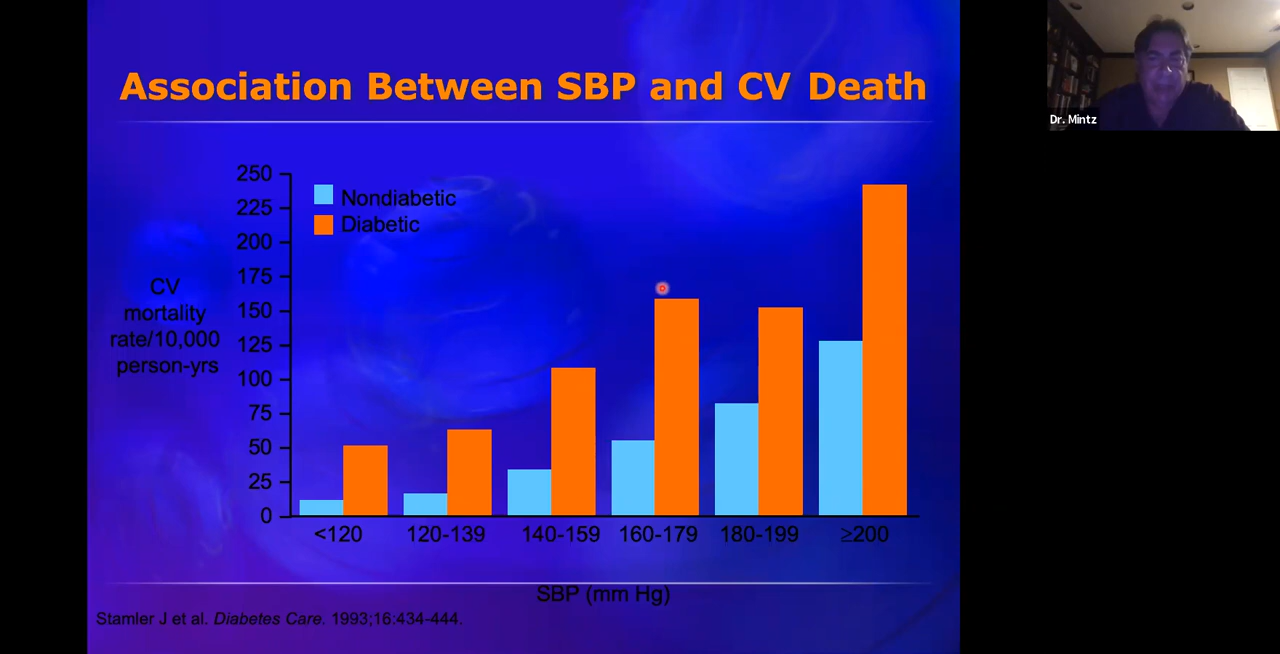 Association Between SBP and CV Death
Dr. Mintz
250
225
200
175
150
125
100
75
50
25
0
Nondiabetic
Diabetic
CV
mortality
rate/10,000
person-yrs
<120 120-139 140-159 160-179 180-199 ≥200
SBP (mm Hg)
Stamler J et al. Diabetes Care. 1993;16:434-444.